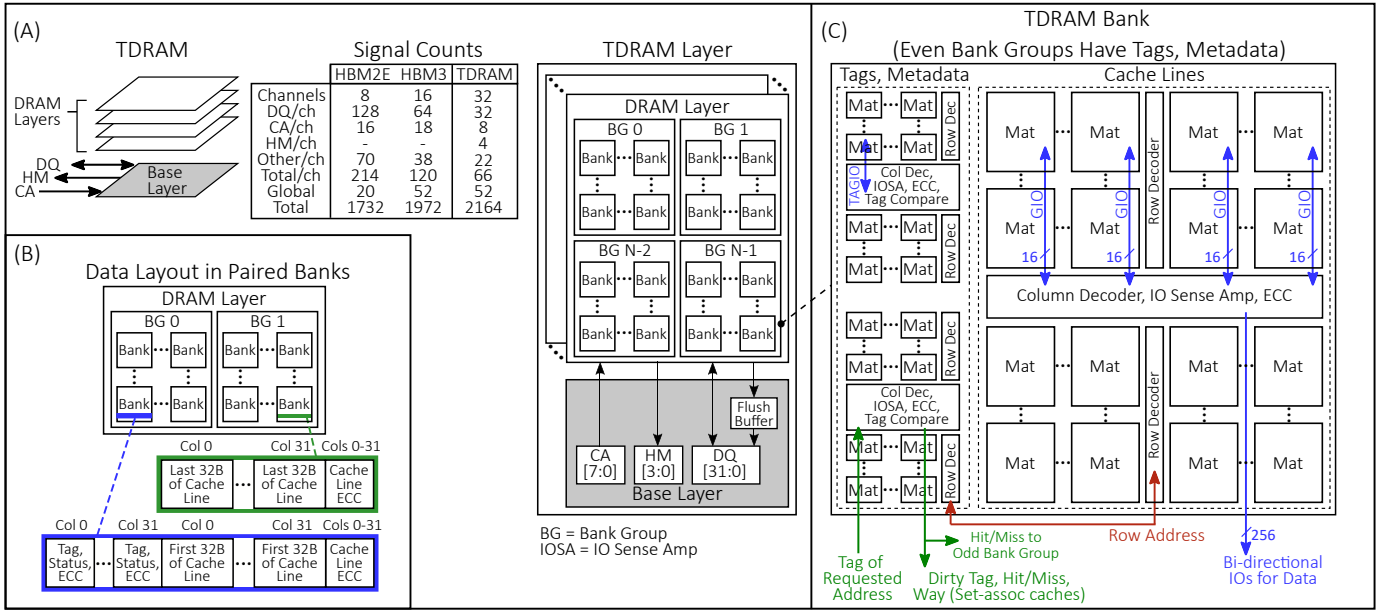 (A)
TDRAM
DRAM
Layers
DQ
HM
CA
Base
Layer
Signal Counts
HBM2E HBM3 TDRAM
Channels 8 16 32
DQ/ch 128 64 32
CA/ch 16 18 8
HM/ch - - 4
Other/ch 70 38 22
Total/ch 214 120 66
Global 20 52 52
Total 1732 1972 2164
TDRAM Layer
DRAM Layer
BG 0 BG 1
Bank Bank Bank Bank
Bank Bank Bank Bank
BG N-2 BG N-1
Bank Bank Bank Bank
Bank Bank Bank Bank
Flush
Buffer
CA
[7:0]
HM
[3:0]
DQ
[31:0]
Base Layer
BG = Bank Group
IOSA = IO Sense Amp
(B)
Data Layout in Paired Banks
DRAM Layer
BG 0 BG 1
Bank Bank Bank Bank
Bank Bank Bank Bank
Col 0 Col 31 Cols 0-31
Last 32B
of Cache
Line
Last 32B
of Cache
Line
Cache
Line
ECC
Col 0 Col 31 Col 0 Col 31 Cols 0-31
Tag,
Status,
ECC
Tag,
Status,
ECC
First 32B
of Cache
Line
First 32B
of Cache
Line
Cache
Line
ECC
(C)
TDRAM Bank
(Even Bank Groups Have Tags, Metadata)
Tags, Metadata
Mat Mat
Mat Mat
Row Dec
TAGIO
Col Dec,
IOSA, ECC,
Tag Compare
Mat Mat
Mat Mat
Row Dec
Mat Mat
Mat Mat
Row Dec
Col Dec,
IOSA, ECC,
Tag Compare
Mat Mat
Mat Mat
Row Dec
Cache Lines
Mat Mat Mat Mat
Row Decoder
GIO GIO GIO GIO
Mat Mat Mat Mat
16 16 16 16
Column Decoder, IO Sense Amp, ECC
Mat Mat Mat Mat
Row Decoder
Mat Mat Mat Mat
Tag of
Requested
Address
Hit/Miss to
Odd Bank Group
Dirty Tag, Hit/Miss,
Way (Set-assoc caches)
Row Address
256
Bi-directional
IOs for Data